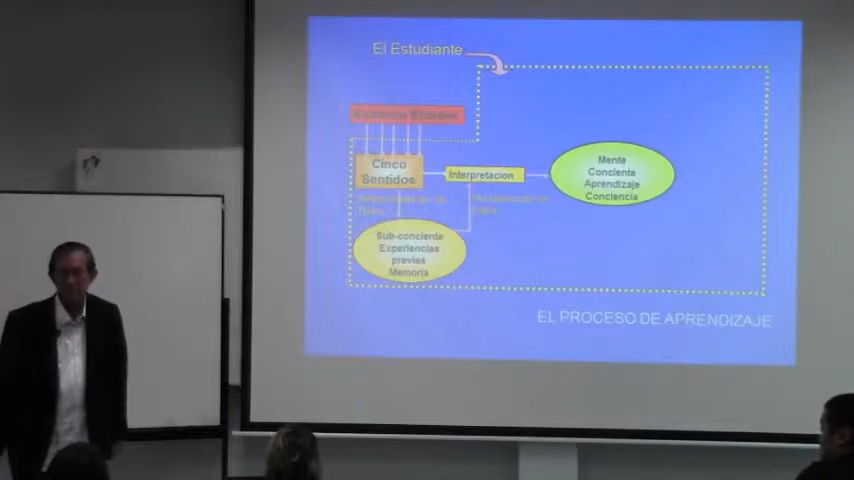 El Estudiante
Cinco
Sentidos
Interpretacion
Mente
Conciente
Aprendizaje
Conciencia
Sub-conciente
Experiencias
previas
Memoria
EL PROCESO DE APRENDIZAJE